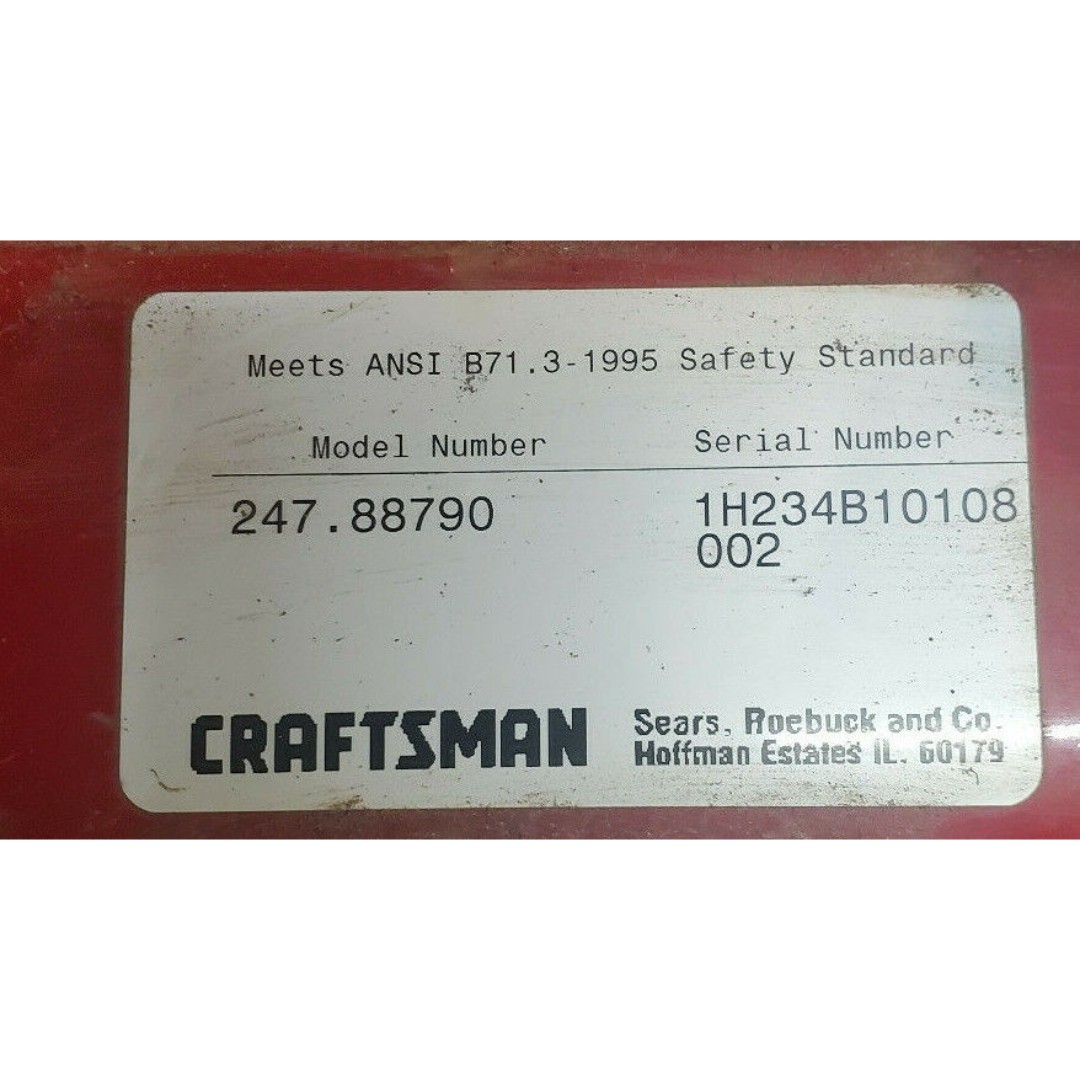 Meets ANSI B71.3-1995 Safety Standard
Model Number Serial Number
247.88790 1H234B10108
002
CRAFTSMAN Sears, Roebuck and Co.
Hoffman Estates IL. 60179